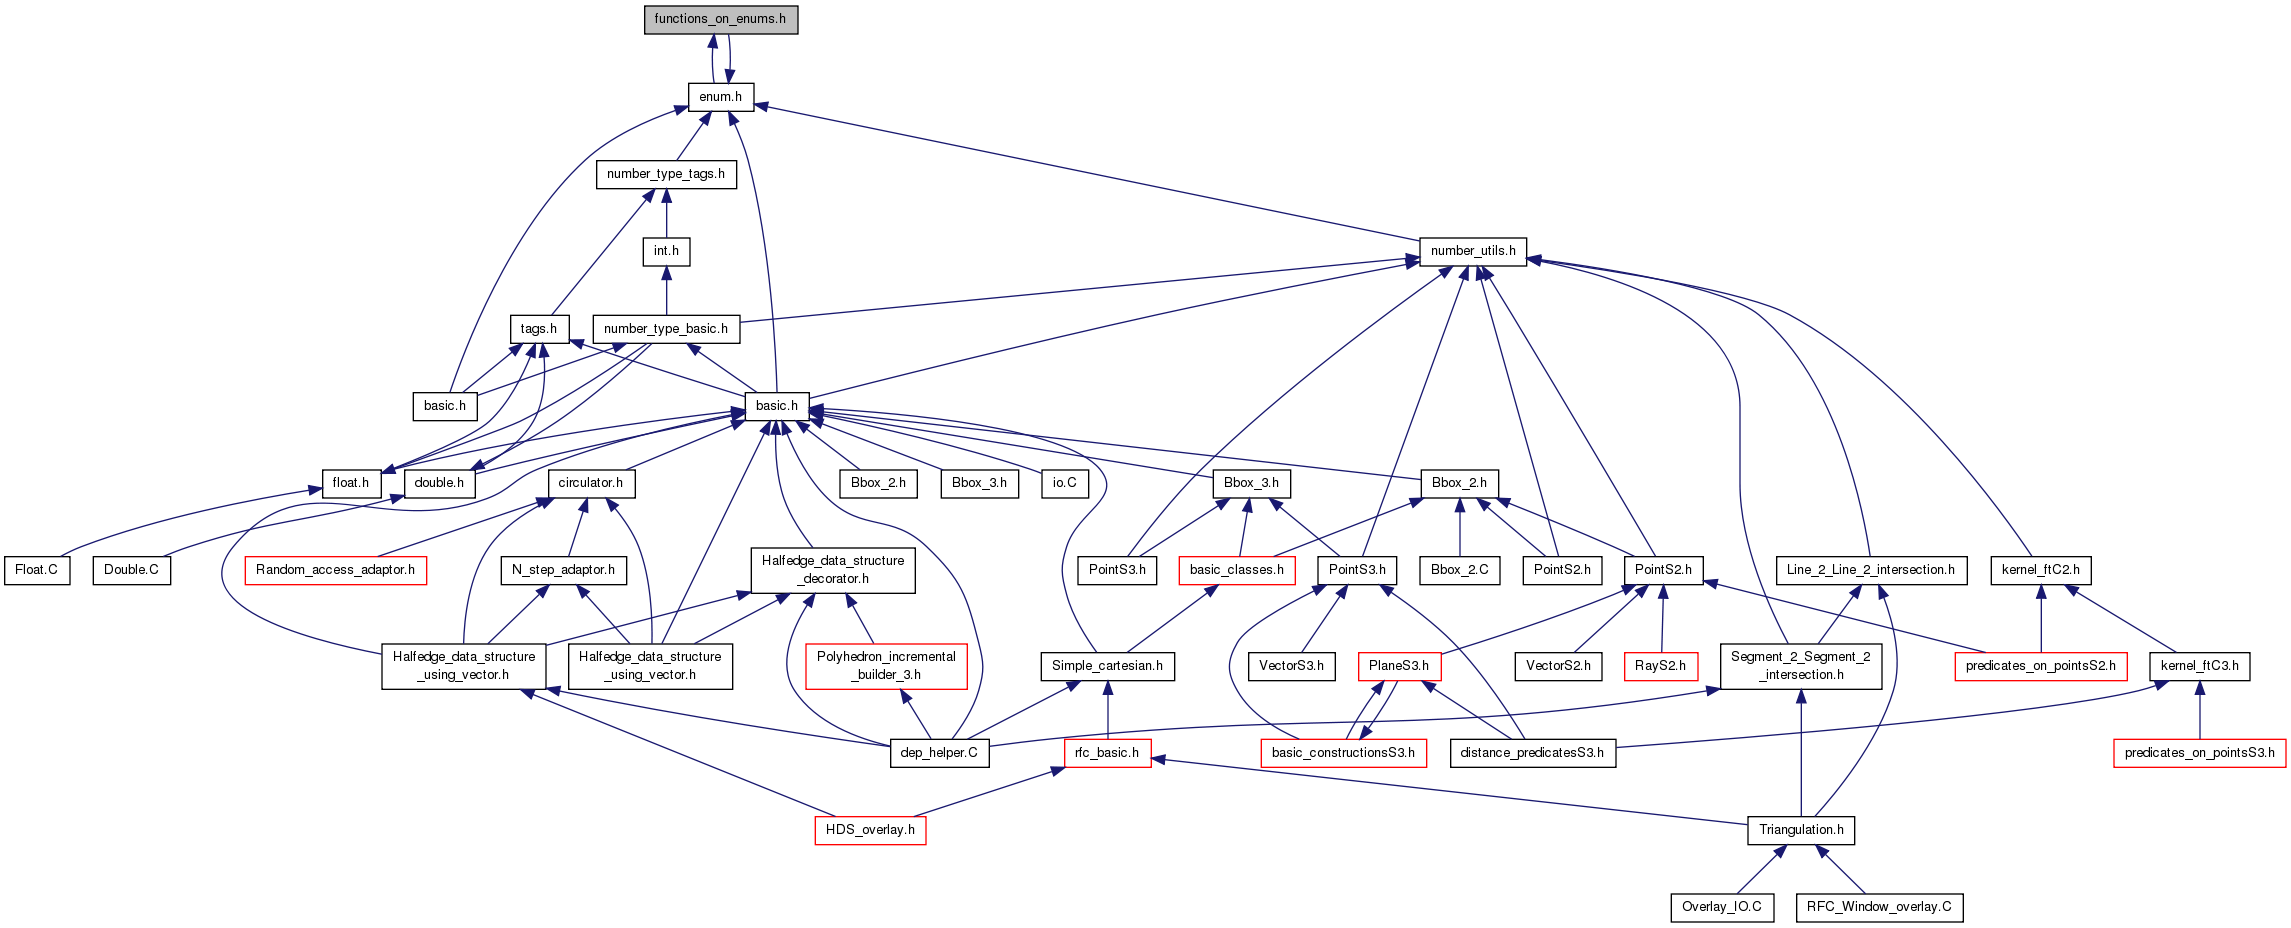 functions_on_enums.h
enum.h
number_type_tags.h
int.h
number_utils.h
tags.h
number_type_basic.h
basic.h
basic.h
float.h
double.h
circulator.h
Bbox_2.h
Bbox_3.h
io.C
Bbox_3.h
Bbox_2.h
Float.C
Double.C
Random_access_adaptor.h
N_step_adaptor.h
Halfedge_data_structure
_decorator.h
PointS3.h
basic_classes.h
PointS3.h
Bbox_2.C
PointS2.h
PointS2.h
Line_2_Line_2_intersection.h
kernel_ftC2.h
Halfedge_data_structure
_using_vector.h
Halfedge_data_structure
_using_vector.h
Polyhedron_incremental
_builder_3.h
Simple_cartesian.h
VectorS3.h
PlaneS3.h
VectorS2.h
RayS2.h
Segment_2_Segment_2
_intersection.h
predicates_on_pointsS2.h
kernel_ftC3.h
dep_helper.C
rfc_basic.h
basic_constructionsS3.h
distance_predicatesS3.h
predicates_on_pointsS3.h
HDS_overlay.h
Triangulation.h
Overlay_IO.C
RFC_Window_overlay.C